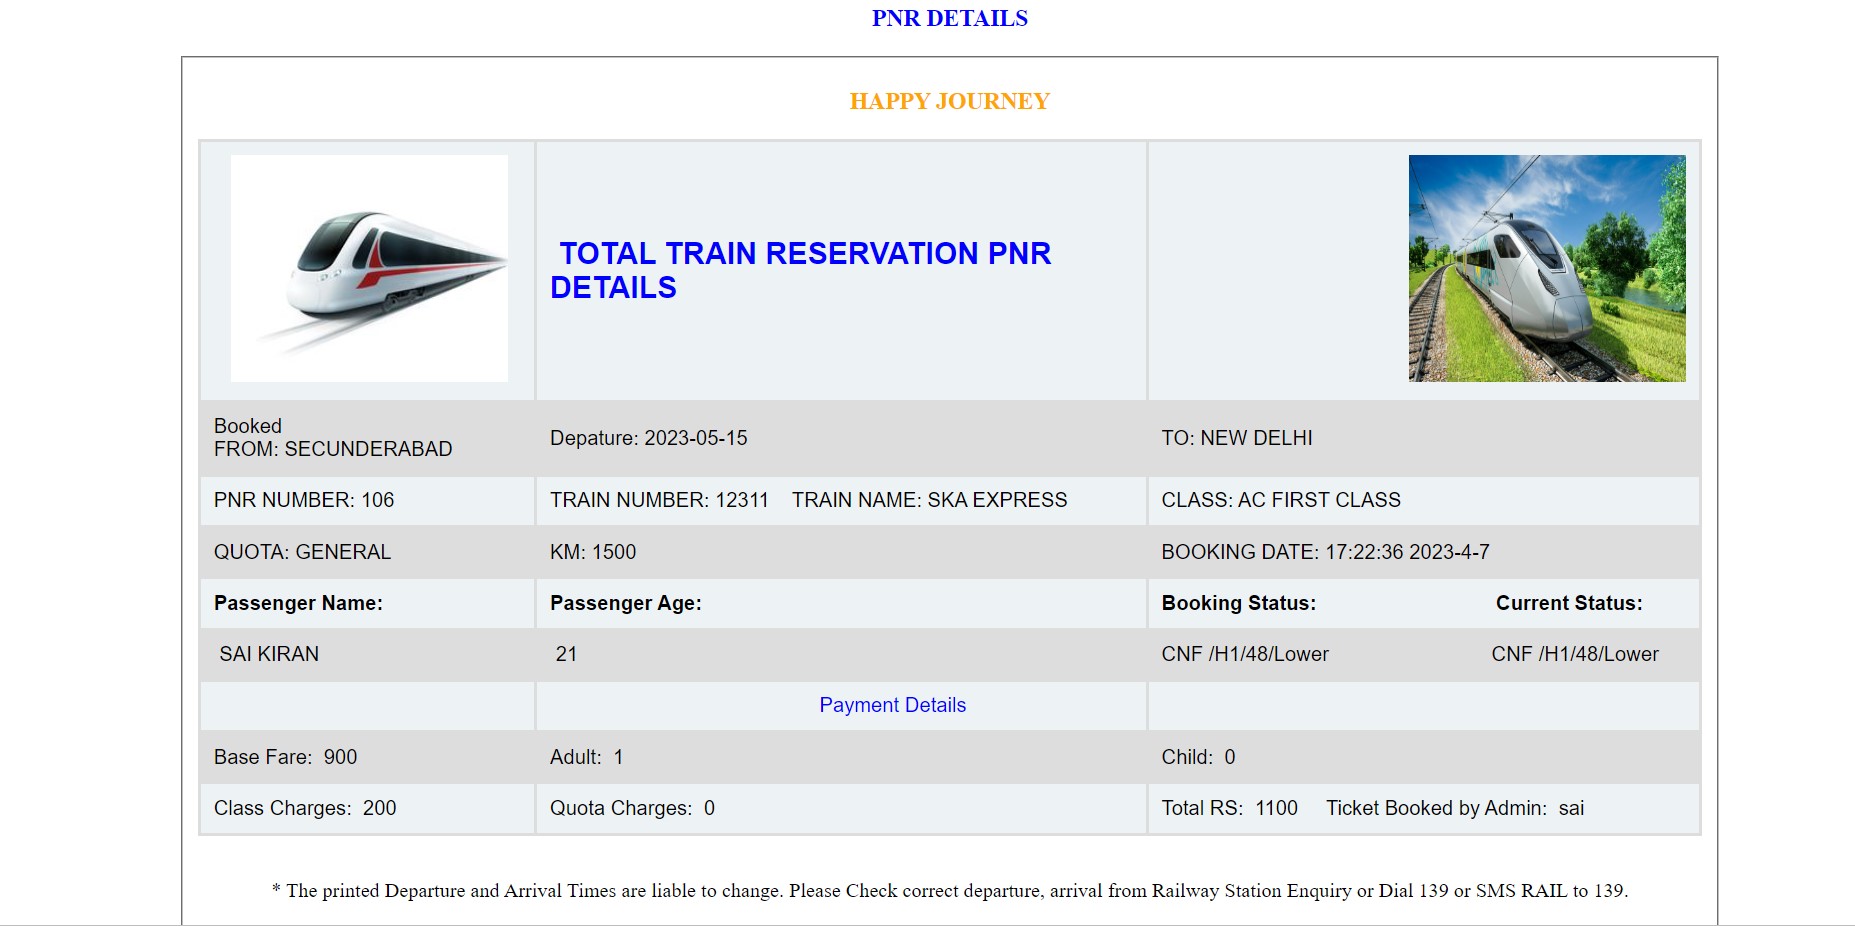 PNR DETAILS
HAPPY JOURNEY
TOTAL TRAIN RESERVATION PNR
DETAILS
Booked
FROM: SECUNDERABAD
Depature: 2023-05-15
TO: NEW DELHI
PNR NUMBER: 106
TRAIN NUMBER: 12311 TRAIN NAME: SKA EXPRESS
CLASS: AC FIRST CLASS
QUOTA: GENERAL
KM: 1500
BOOKING DATE: 17:22:36 2023-4-7
Passenger Name:
Passenger Age:
Booking Status:
Current Status:
SAI KIRAN
21
CNF /H1/48/Lower
CNF /H1/48/Lower
Payment Details
Base Fare: 900
Adult: 1
Child: 0
Class Charges: 200
Quota Charges: 0
Total RS: 1100 Ticket Booked by Admin: sai
* The printed Departure and Arrival Times are liable to change. Please Check correct departure, arrival from Railway Station Enquiry or Dial 139 or SMS RAIL to 139.